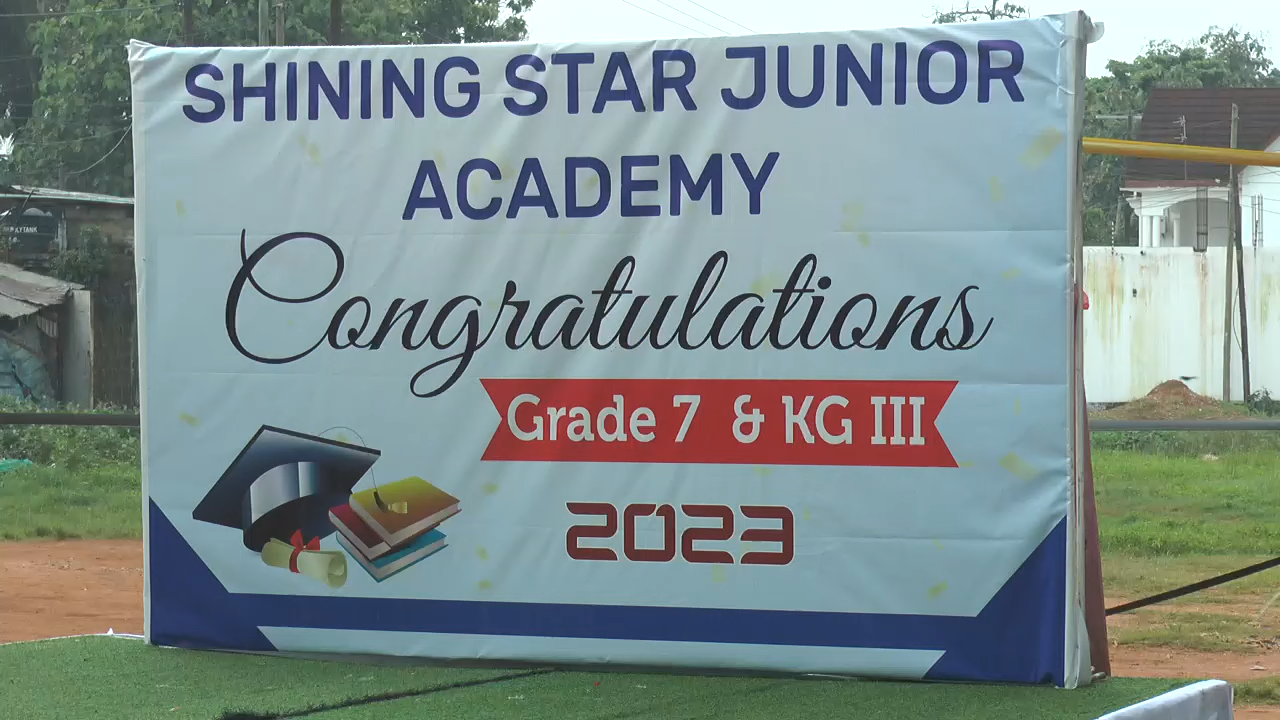 SHINING STAR JUNIOR
ACADEMY
Congratulations
Grade 7 & KG III
2023